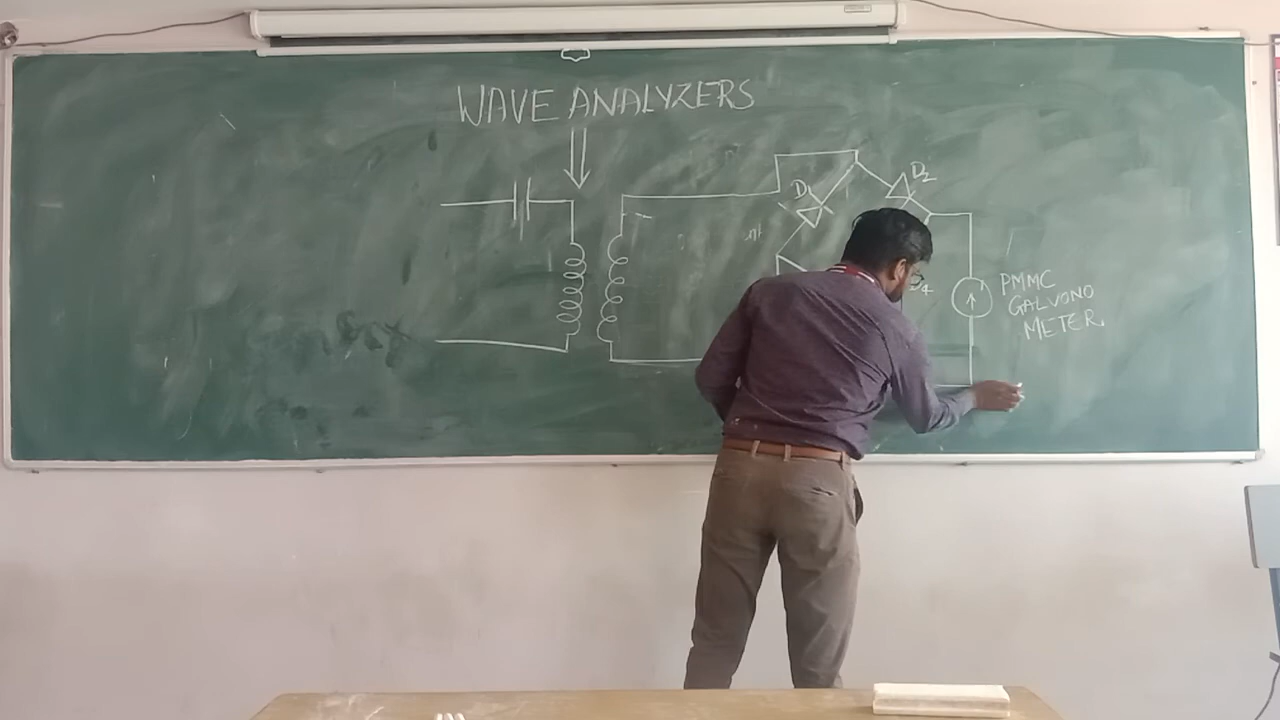 WAVE ANALYZERS
D1
D2
D4
PMMC
GALVONO
METER.